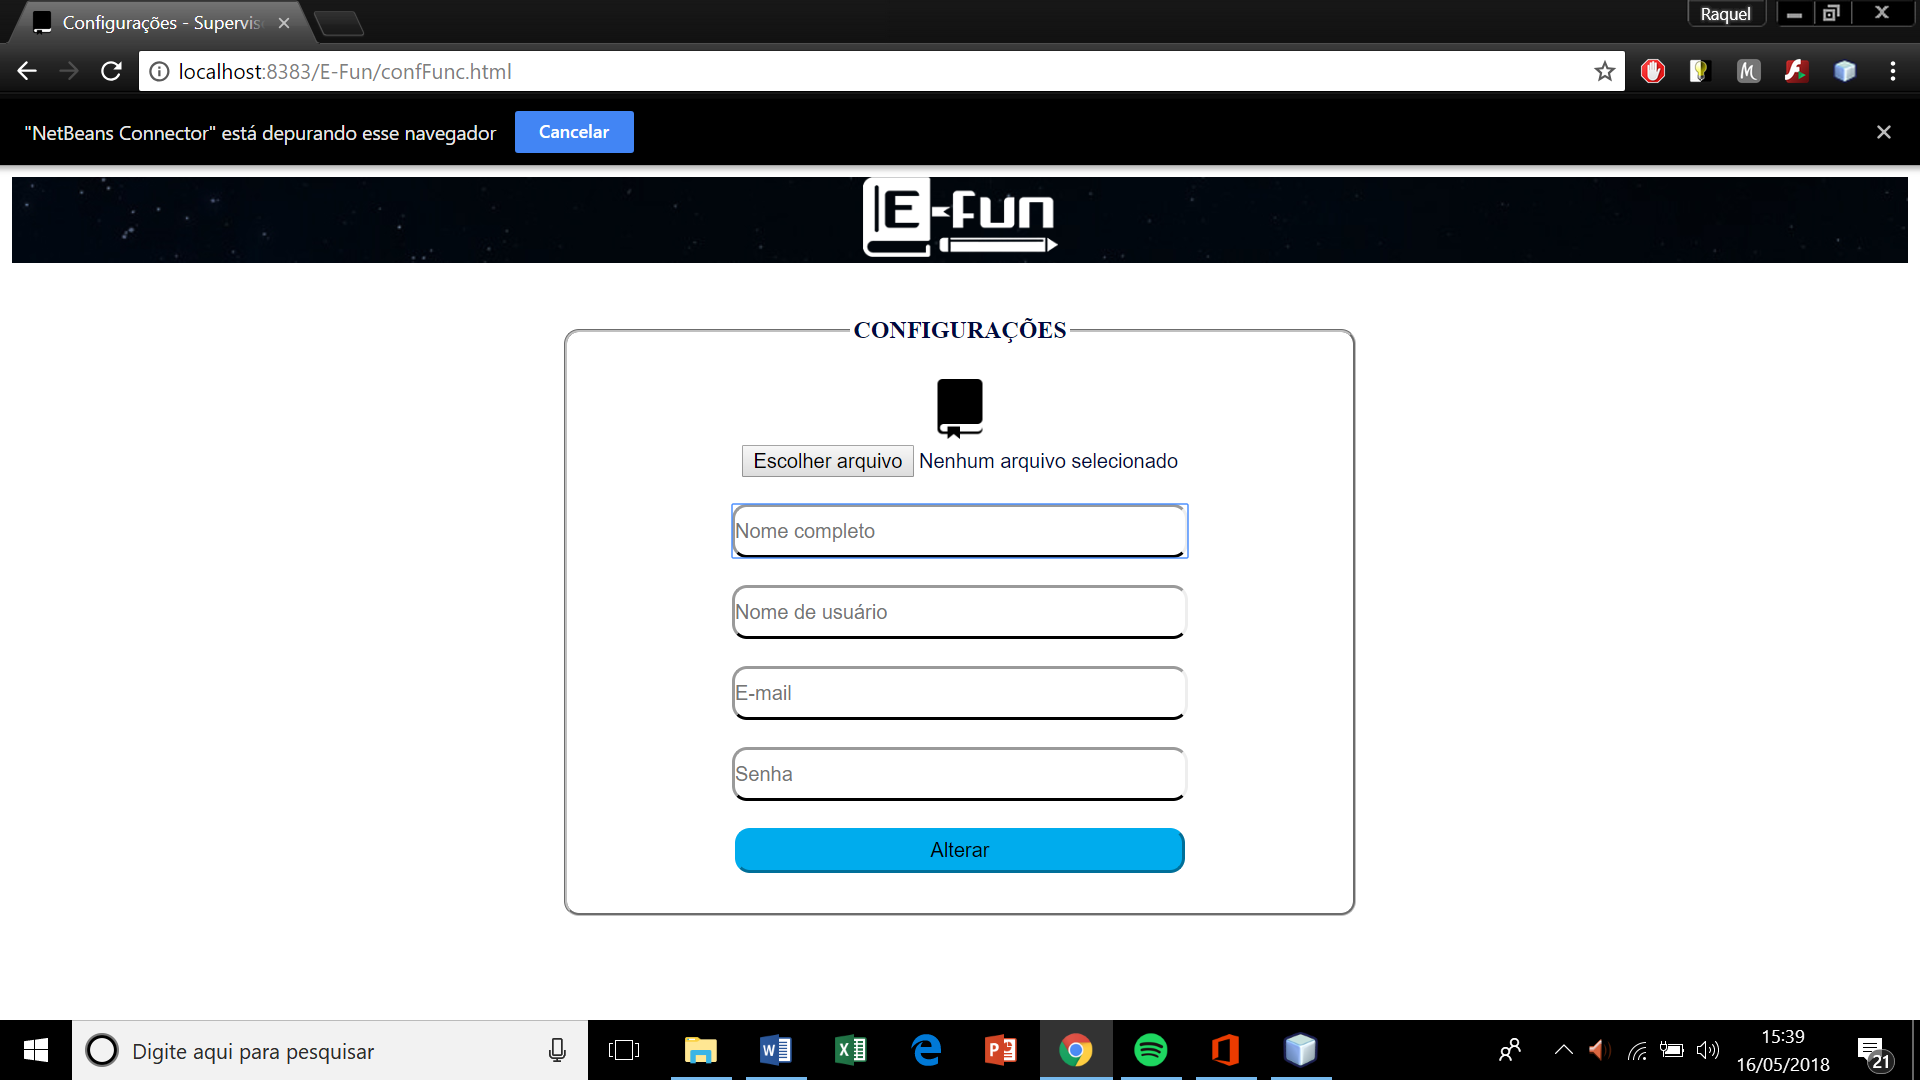 Configurações - Supervis
Raquel
localhost:8383/E-Fun/confFunc.html
"NetBeans Connector" está depurando esse navegador
Cancelar
E-Fun
CONFIGURAÇÕES
Escolher arquivo Nenhum arquivo selecionado
Nome completo
Nome de usuário
E-mail
Senha
Alterar
Digite aqui para pesquisar
15:39
16/05/2018
21